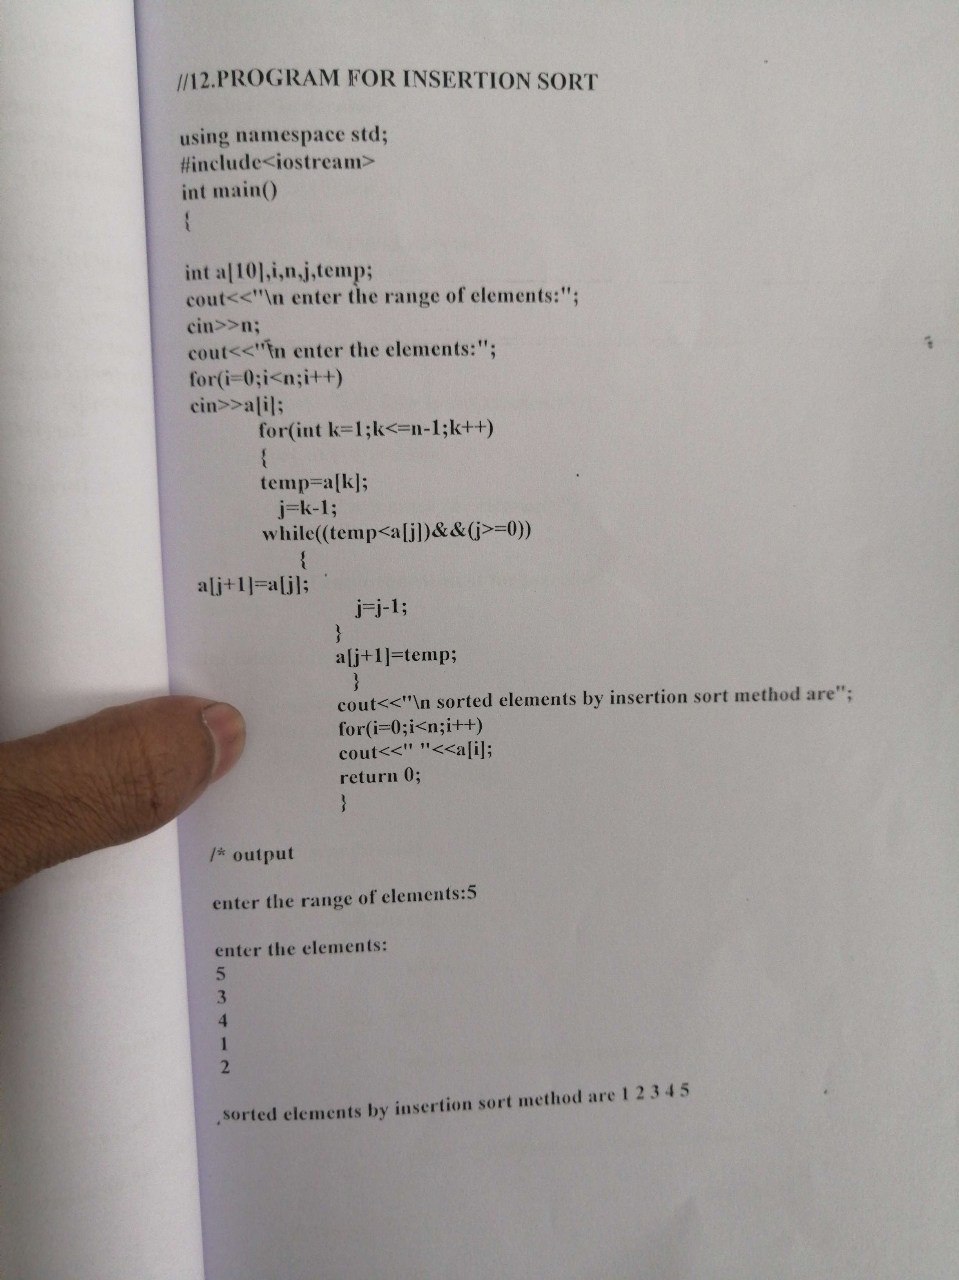 //12.PROGRAM FOR INSERTION SORT
using namespace std;
#include<iostream>
int main()
{
int a[10],i,n,j,temp;
cout<<"\n enter the range of elements:";
cin>>n;
cout<<"\n enter the elements:";
for(i=0;i<n;i++)
cin>>a[i];
for(int k=1;k<=n-1;k++)
{
temp=a[k];
j=k-1;
while((temp<a[j])&&(j>=0))
{
a[j+1]=a[j];
j=j-1;
}
a[j+1]=temp;
}
cout<<"\n sorted elements by insertion sort method are";
for(i=0;i<n;i++)
cout<<" "<<a[i];
return 0;
}
/* output
enter the range of elements:5
enter the elements:
5
3
4
1
2
sorted elements by insertion sort method are 1 2 3 4 5